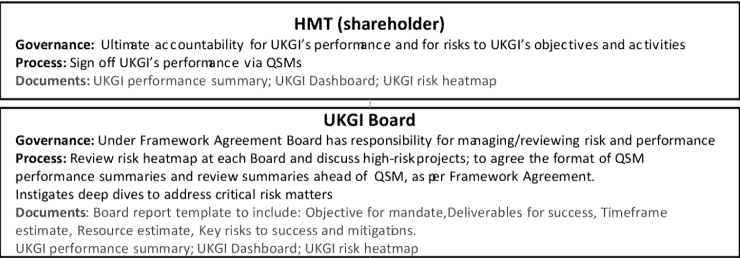 HMT (shareholder)
Governance: Ultimate accountability for UKGI's performance and for risks to UKGI's objectives and activities
Process: Sign off UKGI's performance via QSMs
Documents: UKGI performance summary; UKGI Dashboard; UKGI risk heatmap
UKGI Board
Governance: Under Framework Agreement Board has responsibility for managing/reviewing risk and performance
Process: Review risk heatmap at each Board and discuss high-risk projects; to agree the format of QSM
performance summaries and review summaries ahead of QSM, as per Framework Agreement.
Instigates deep dives to address critical risk matters
Documents: Board report template to include: Objective for mandate, Deliverables for success, Timeframe
estimate, Resource estimate, Key risks to success and mitigations.
UKGI performance summary; UKGI Dashboard; UKGI risk heatmap